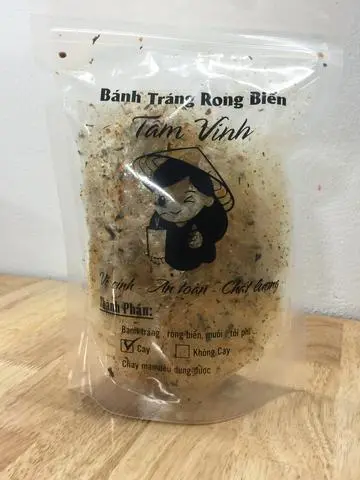 Bánh Tráng Rong Biển
Tâm Vinh
Vệ sinh - An toàn - Chất lượng
Thành Phần:
Bánh tráng, rong biển, muối, tỏi phi...
Cay Không Cay
Chay mặn đều dùng được